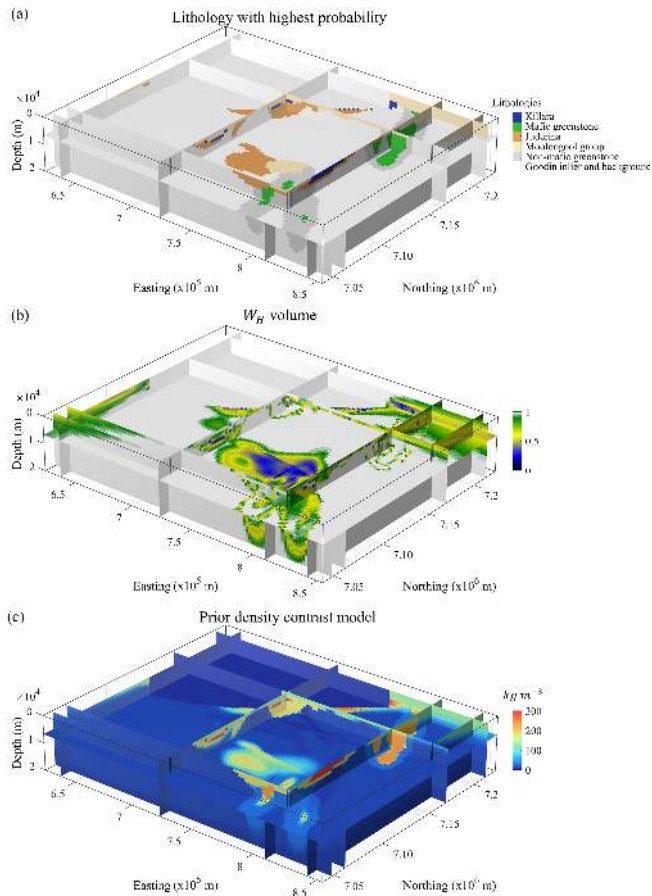 (a)
Lithology with highest probability
×10⁴
0
1
2
Depth (m)
6.5
7
7.5
8
8.5
Easting (x10⁵ m)
7.05
7.10
7.15
7.2
Northing (x10⁶ m)
Lithologies
Killara
Mafic greenstone
Juderina
Mooloogool group
Non-mafic greenstone
Goodin inlier and background
(b)
W_H volume
×10⁴
0
1
2
Depth (m)
6.5
7
7.5
8
8.5
Easting (x10⁵ m)
7.05
7.10
7.15
7.2
Northing (x10⁶ m)
1
0.5
0
(c)
Prior density contrast model
×10⁴
0
1
2
Depth (m)
6.5
7
7.5
8
8.5
Easting (x10⁵ m)
7.05
7.10
7.15
7.2
Northing (x10⁶ m)
kg m⁻³
300
200
100
0